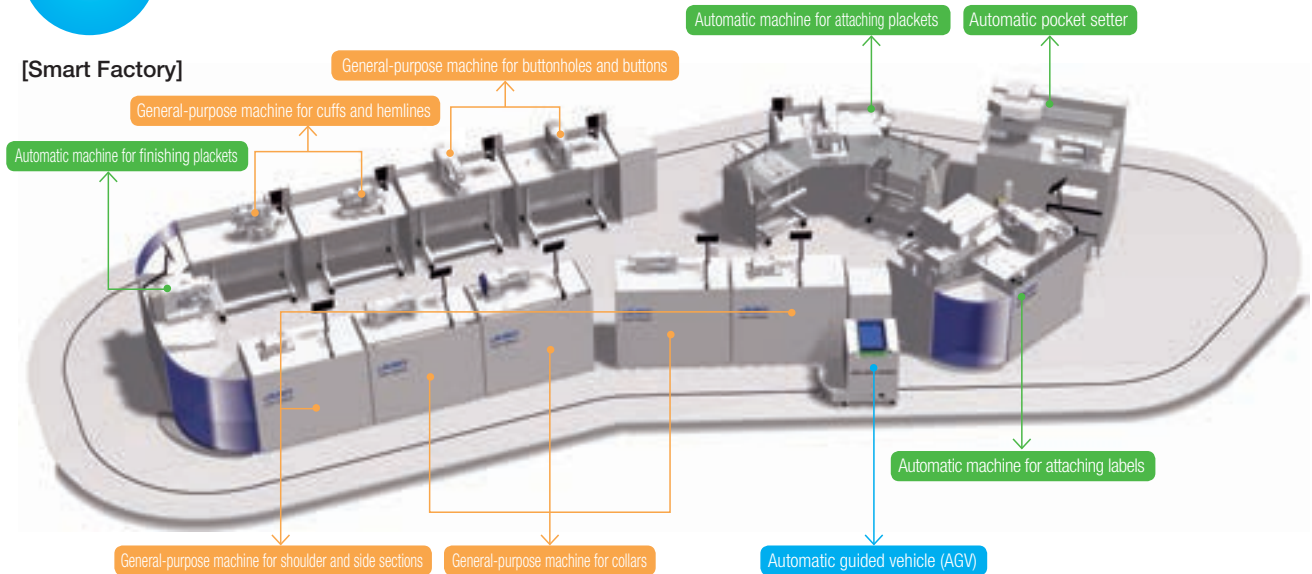 Automatic machine for attaching plackets
Automatic pocket setter
[Smart Factory]
General-purpose machine for buttonholes and buttons
General-purpose machine for cuffs and hemlines
Automatic machine for finishing plackets
Automatic machine for attaching labels
General-purpose machine for shoulder and side sections
General-purpose machine for collars
Automatic guided vehicle (AGV)